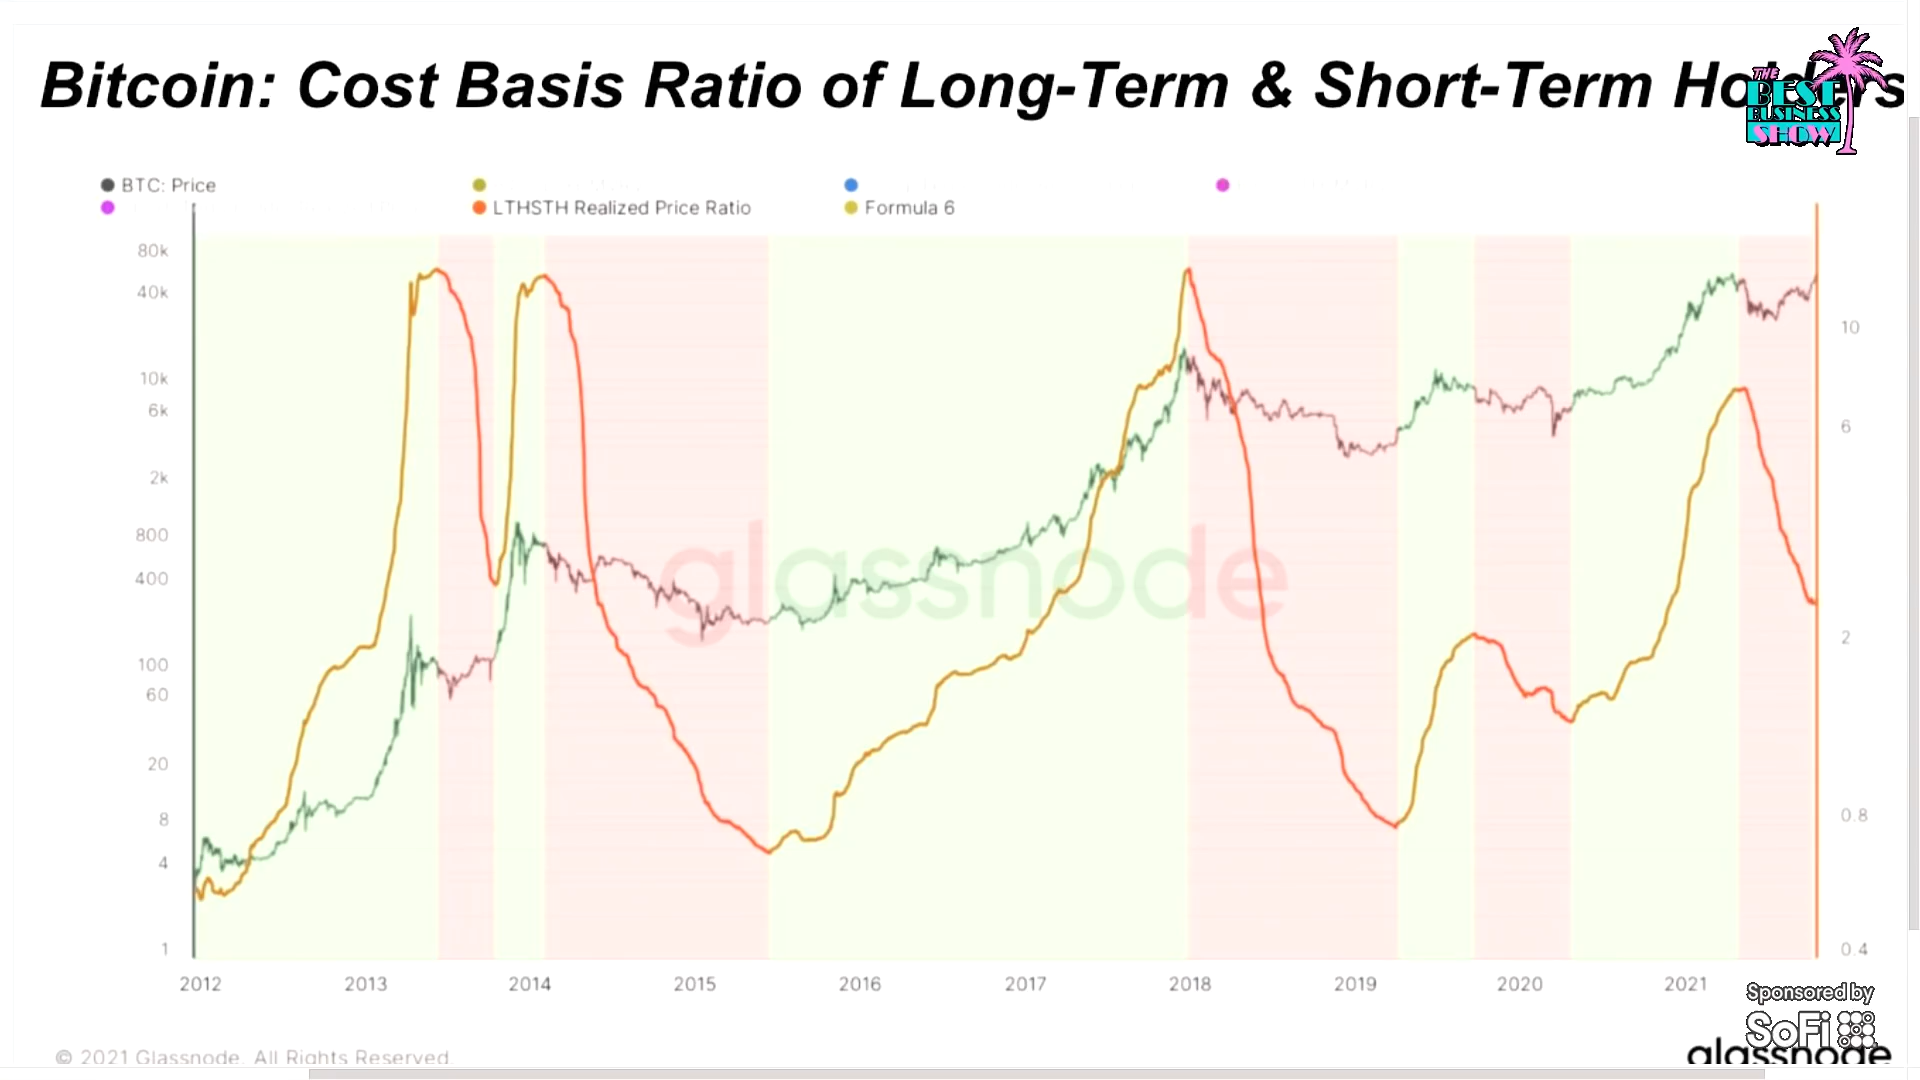 Bitcoin: Cost Basis Ratio of Long-Term & Short-Term Holders
THE
BEST
BUSINESS
SHOW
BTC: Price
LTHSTH Realized Price Ratio
Formula 6
80k
40k
10k
6k
2k
800
400
100
60
20
8
4
1
10
6
2
0.8
0.4
glassnode
2012 2013 2014 2015 2016 2017 2018 2019 2020 2021
Sponsored by
SoFi
© 2021 Glassnode. All Rights Reserved.
glassnode